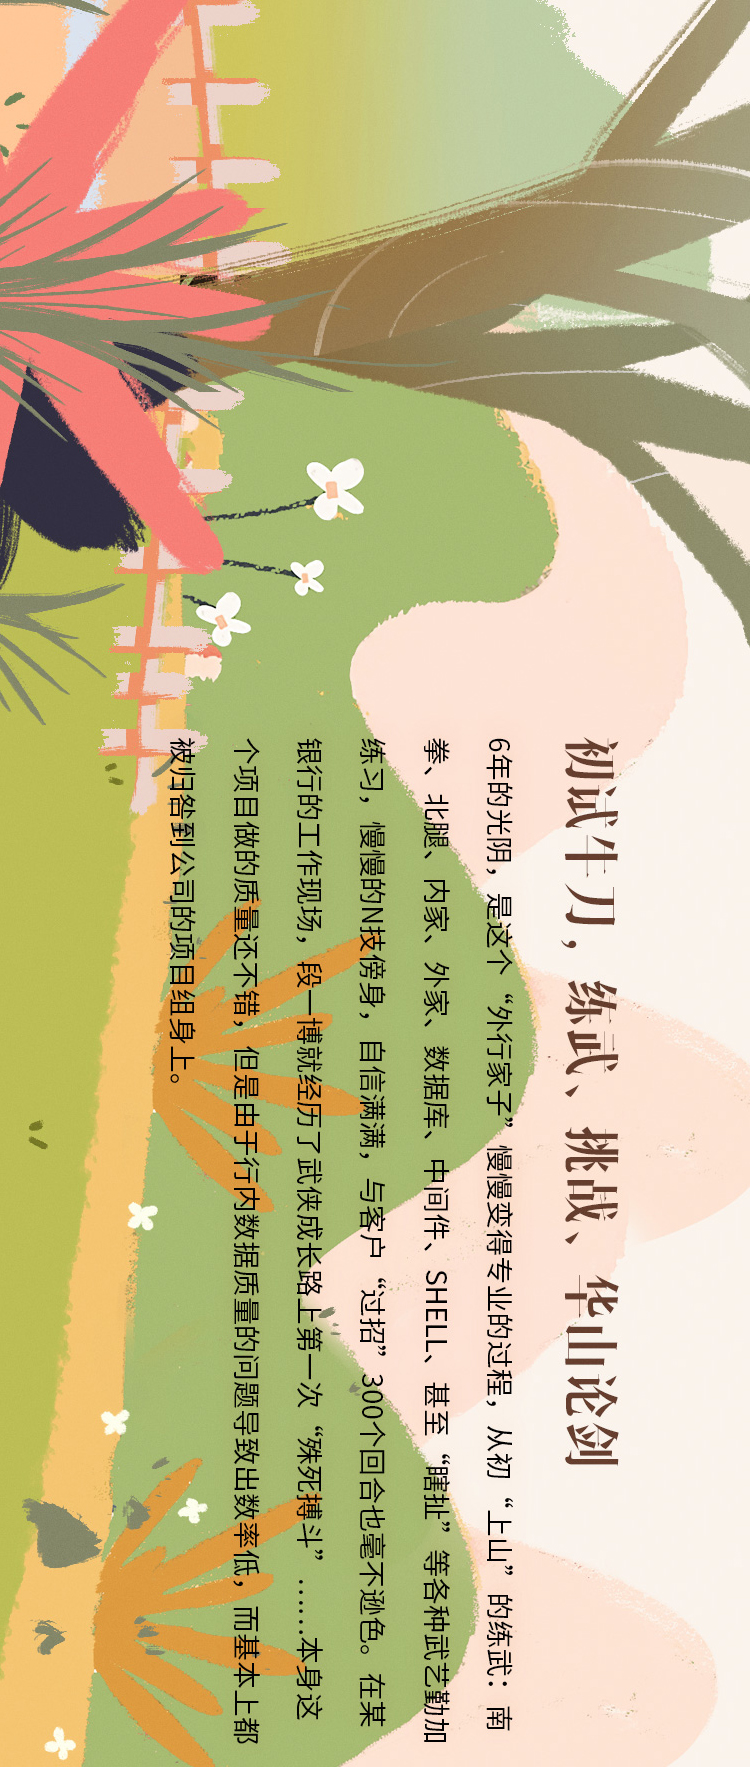 初试牛刀，练武、挑战、华山论剑
6年的光阴，是这个“外行家子”慢慢变得专业的过程，从初“上山”的练武：南
拳、北腿、内家、外家、数据库、中间件、SHELL、甚至“瞎扯”等各种武艺勤加
练习，慢慢的N技傍身，自信满满，与客户“过招”300个回合也毫不逊色。在某
银行的工作现场，段一博就经历了武侠成长路上第一次“殊死搏斗”……本身这
个项目做的质量还不错，但是由于行内数据质量的问题导致出数率低，而基本上都
被归咎到公司的项目组身上。